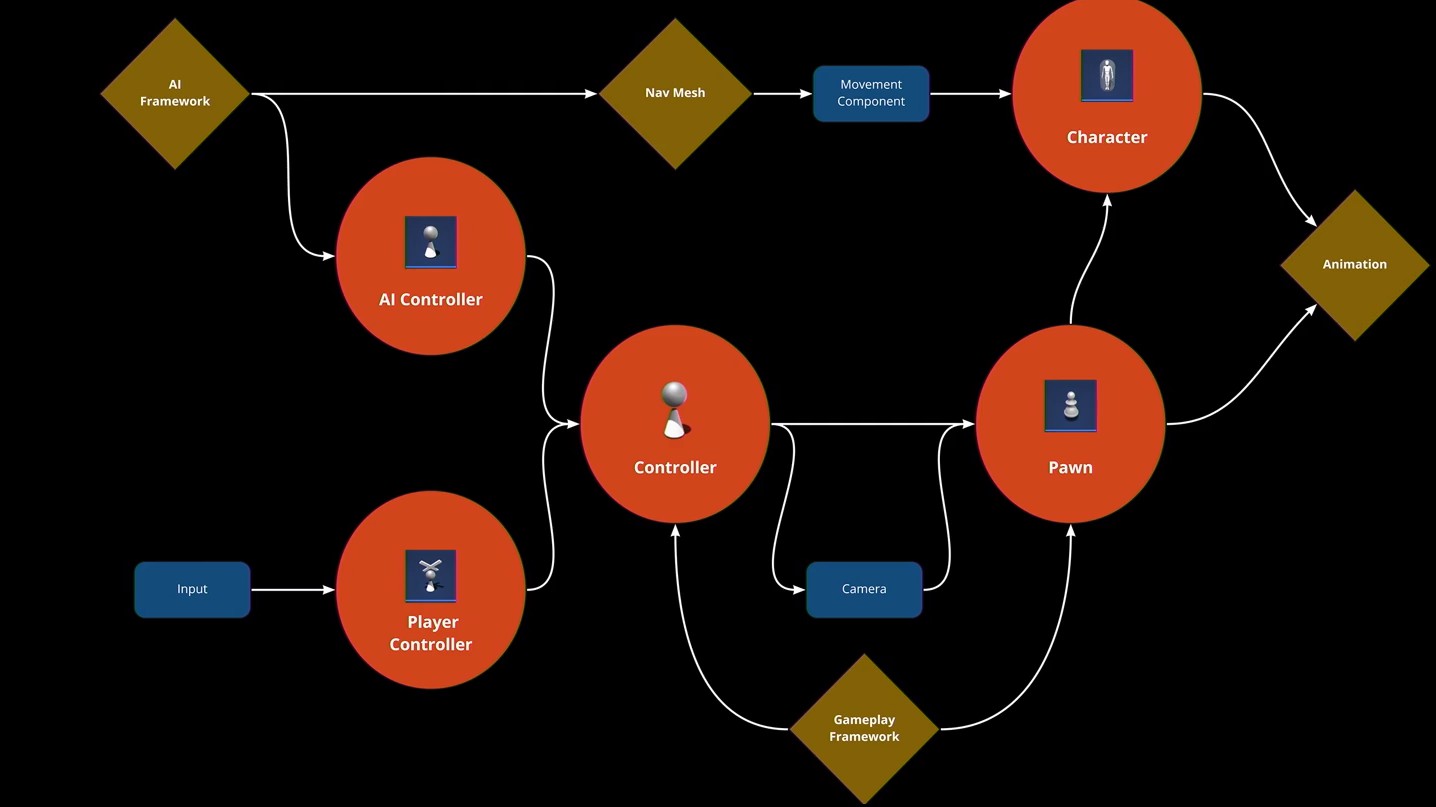 AI
Framework
Nav Mesh
Movement
Component
Character
AI Controller
Animation
Controller
Pawn
Input
Player
Controller
Camera
Gameplay
Framework